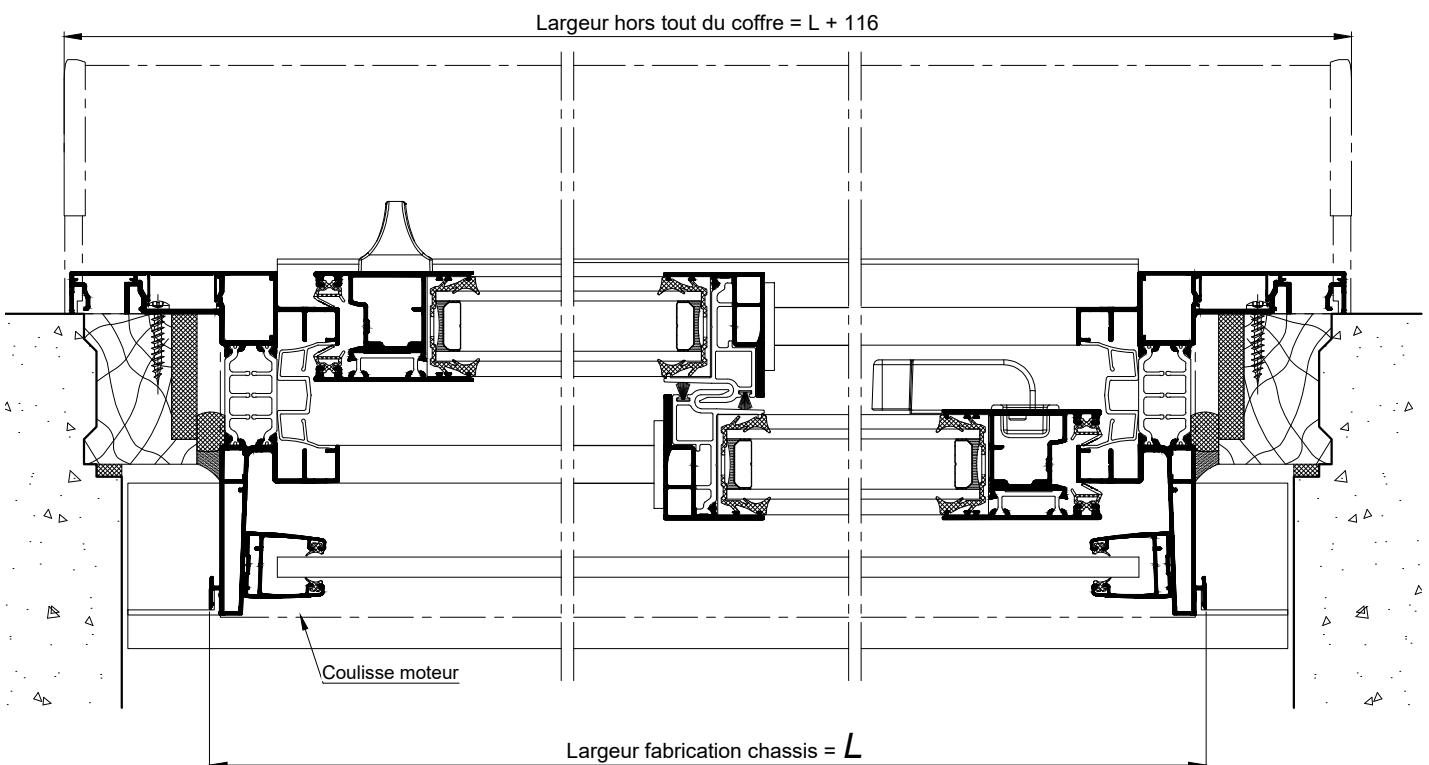 Largeur hors tout du coffre = L + 116
Coulisse moteur
Largeur fabrication chassis = L